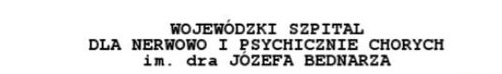 WOJEWÓDZKI SZPITAL
DLA NERWOWO I PSYCHICZNIE CHORYCH
im. dra JÓZEFA BEDNARZA